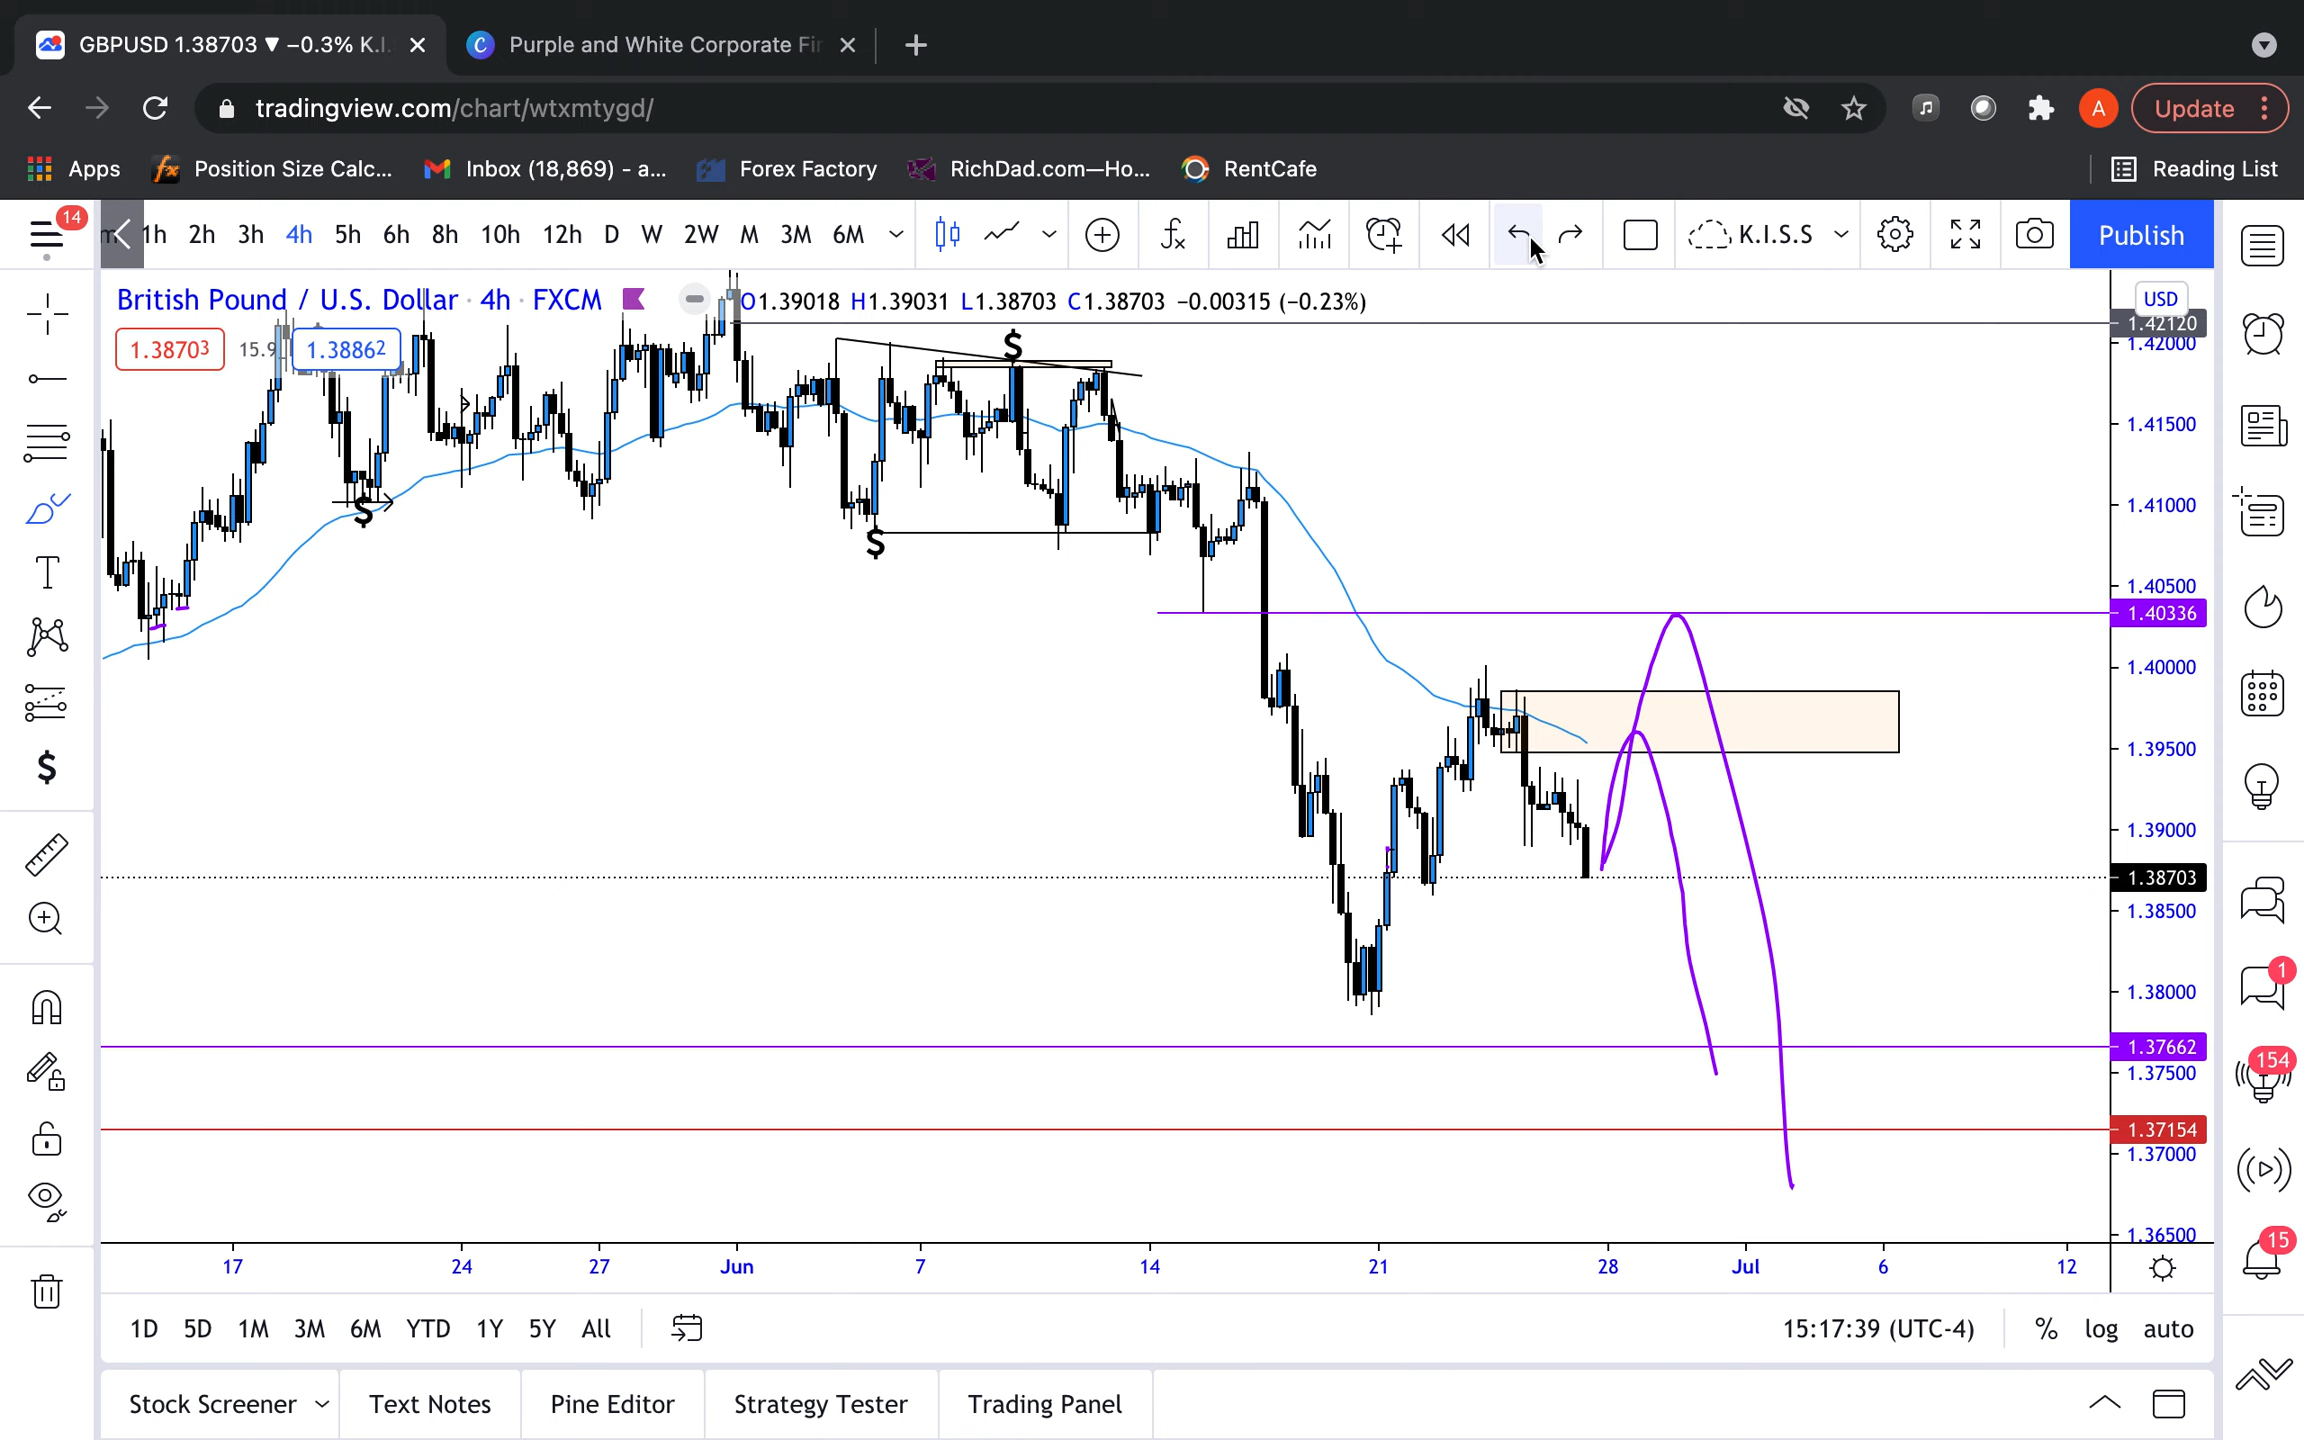 GBPUSD 1.38703 ▼ −0.3% K.I.
Purple and White Corporate Fin
tradingview.com/chart/wtxmtygd/
A
Update
Apps
Position Size Calc...
Inbox (18,869) - a...
Forex Factory
RichDad.com—Ho...
RentCafe
Reading List
14
1h 2h 3h 4h 5h 6h 8h 10h 12h D W 2W M 3M 6M
K.I.S.S
Publish
British Pound / U.S. Dollar · 4h · FXCM
O1.39018 H1.39031 L1.38703 C1.38703 −0.00315 (−0.23%)
1.38703
15.9
1.38862
USD
1.42120
1.42000
1.41500
1.41000
1.40500
1.40336
1.40000
1.39500
1.39000
1.38703
1.38500
1.38000
1.37662
1.37500
1.37154
1.37000
1.36500
$
$
$
$
T
1
154
15
17 24 27 Jun 7 14 21 28 Jul 6 12
1D 5D 1M 3M 6M YTD 1Y 5Y All
15:17:39 (UTC-4)
% log auto
Stock Screener
Text Notes
Pine Editor
Strategy Tester
Trading Panel